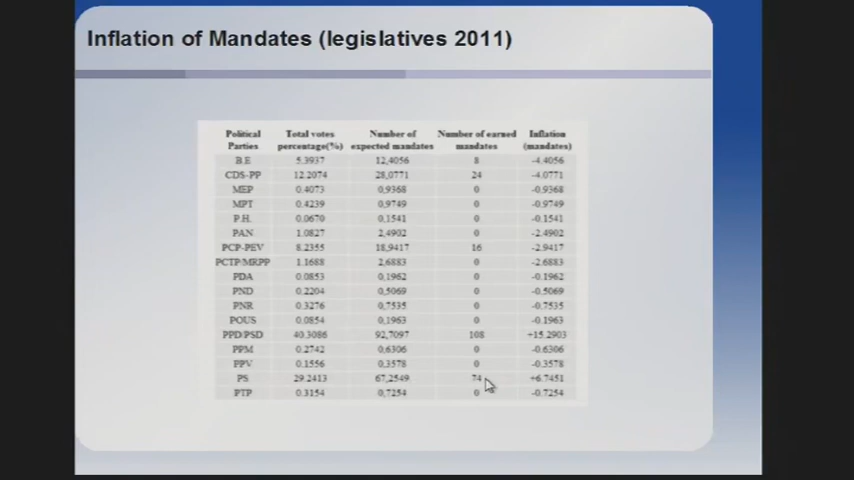 Inflation of Mandates (legislatives 2011)
Political Parties Total votes percentage(%) Number of expected mandates Number of earned mandates Inflation (mandates)
B.E 5.3937 12,4056 8 -4.4056
CDS-PP 12.2074 28,0771 24 -4.0771
MEP 0.4073 0,9368 0 -0.9368
MPT 0.4239 0,9749 0 -0.9749
P.H. 0.0670 0,1541 0 -0.1541
PAN 1.0827 2,4902 0 -2.4902
PCP-PEV 8.2355 18,9417 16 -2.9417
PCTP/MRPP 1.1688 2,6883 0 -2.6883
PDA 0.0853 0,1962 0 -0.1962
PND 0.2204 0,5069 0 -0.5069
PNR 0.3276 0,7535 0 -0.7535
POUS 0.0854 0,1963 0 -0.1963
PPD/PSD 40.3086 92,7097 108 +15.2903
PPM 0.2742 0,6306 0 -0.6306
PPV 0.1556 0,3578 0 -0.3578
PS 29.2413 67,2549 74 +6.7451
PTP 0.3154 0,7254 0 -0.7254